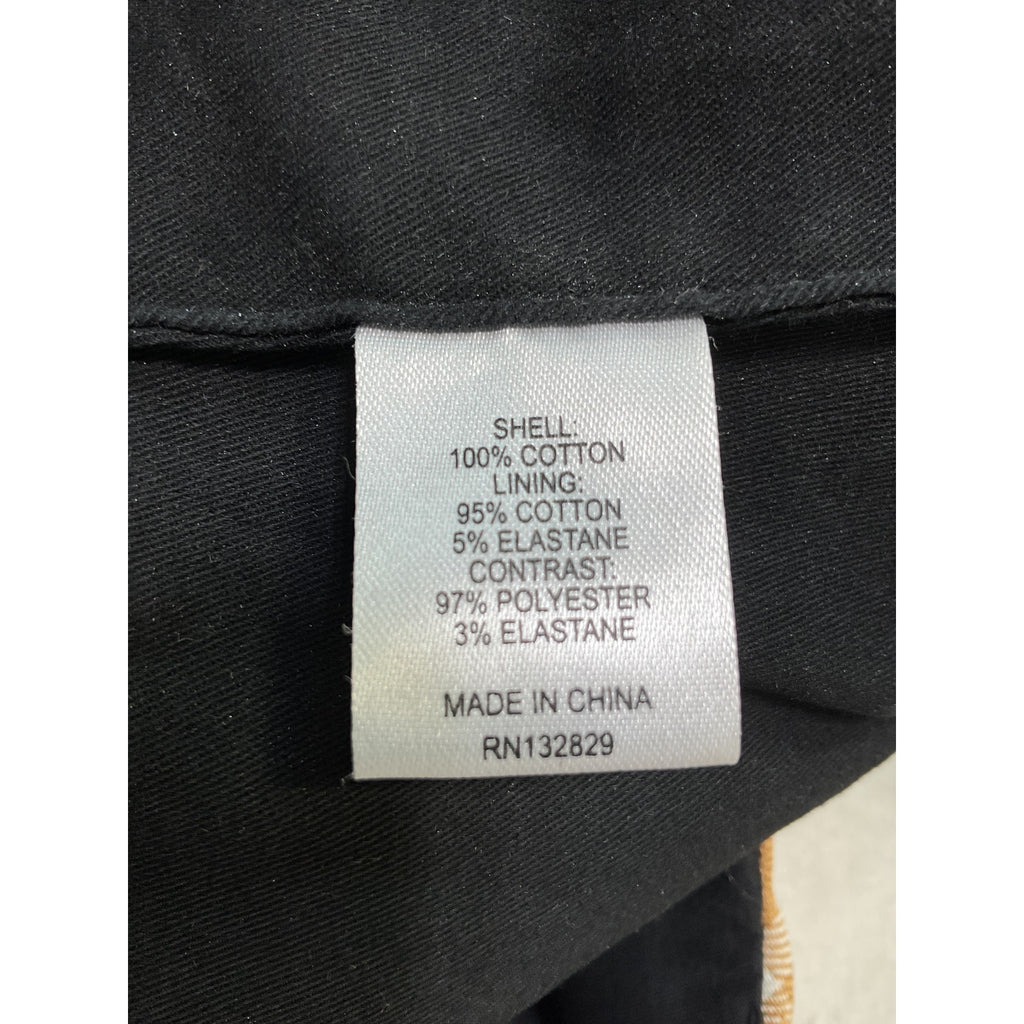 SHELL:
100% COTTON
LINING:
95% COTTON
5% ELASTANE
CONTRAST:
97% POLYESTER
3% ELASTANE
MADE IN CHINA
RN132829